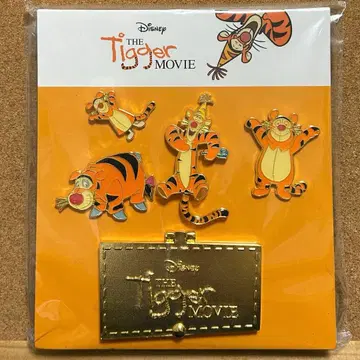 Disney
THE
Tigger
MOVIE
Disney
THE
Tigger
MOVIE